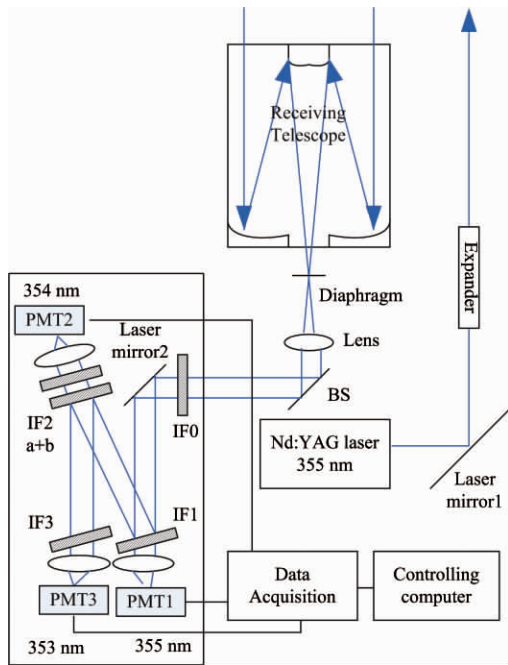 Receiving
Telescope
Expander
Diaphragm
354 nm
PMT2
Laser
mirror2
Lens
IF0
BS
IF2
a+b
Nd:YAG laser
355 nm
Laser
mirror1
IF3
IF1
PMT3
PMT1
353 nm
355 nm
Data
Acquisition
Controlling
computer